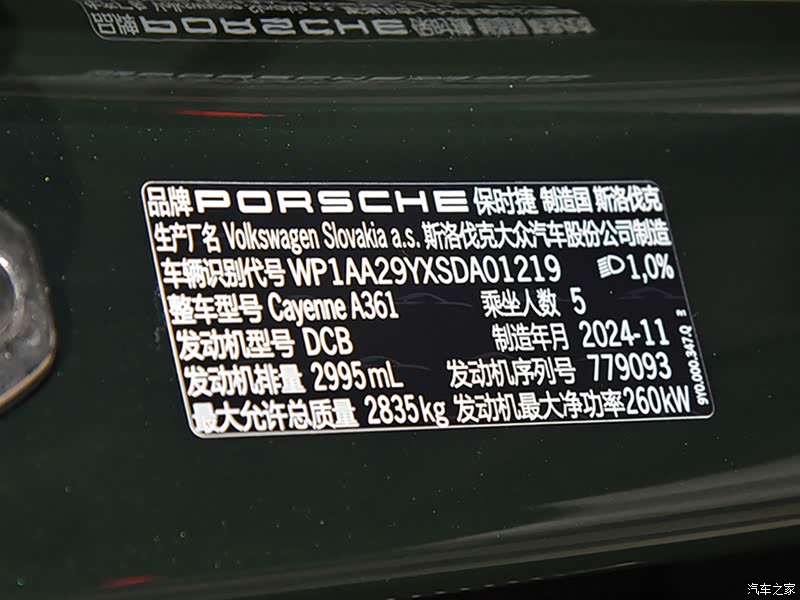 品牌 PORSCHE 保时捷 制造国 斯洛伐克
生产厂名 Volkswagen Slovakia a.s. 斯洛伐克大众汽车股份公司制造
车辆识别代号 WP1AA29YXSDA01219 1,0%
整车型号 Cayenne A361 乘坐人数 5
发动机型号 DCB 制造年月 2024-11
发动机排量 2995mL 发动机序列号 779093
最大允许总质量 2835kg 发动机最大净功率260kW
9Y0.000.347.Q
汽车之家